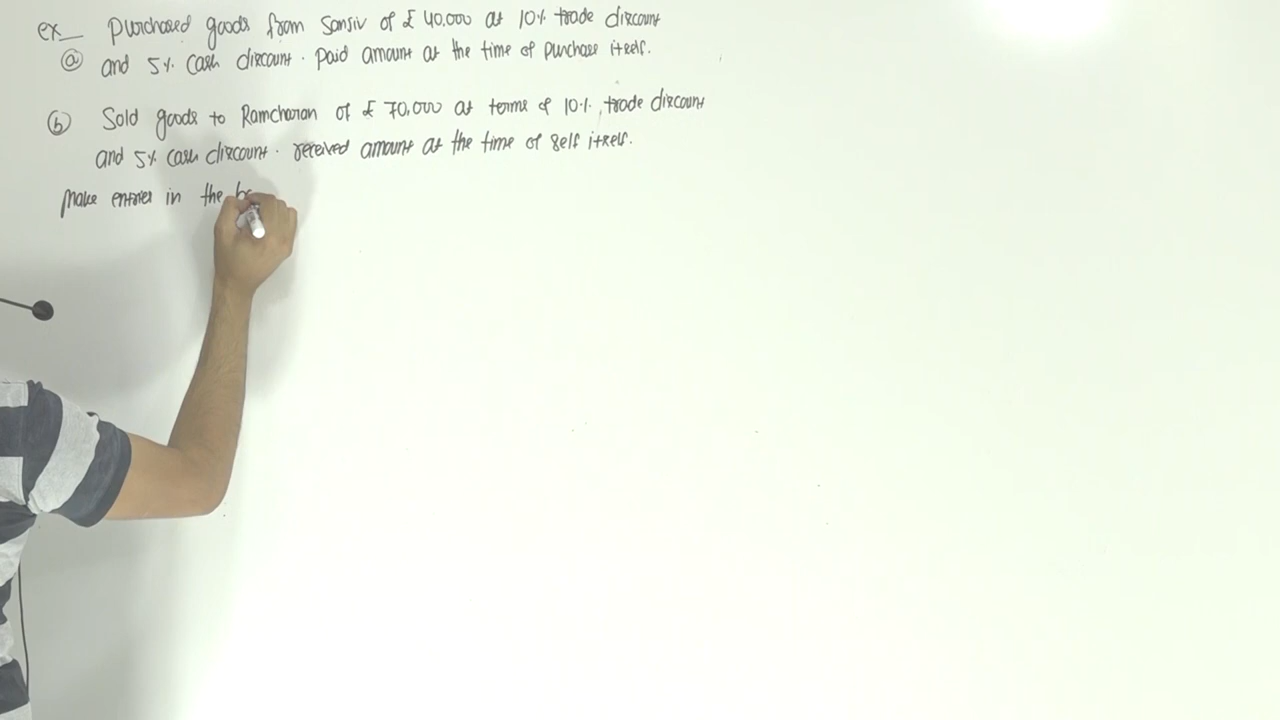 ex_ Purchased goods from Sansiv of ₹ 40,000 at 10% trade discount
(a) and 5% cash discount. Paid amount at the time of purchase itself.
(b) Sold goods to Ramcharan of ₹ 70,000 at terms of 10% trade discount
and 5% cash discount. received amount at the time of self itself.
Make entries in the